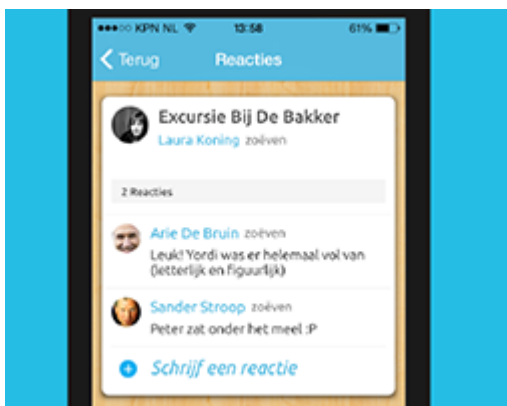 KPN NL 13:58 61%
Terug Reacties
Excursie Bij De Bakker
Laura Koning zoëven
2 Reacties
Arie De Bruin zoëven
Leuk! Yordi was er helemaal vol van
(letterlijk en figuurlijk)
Sander Stroop zoëven
Peter zat onder het meel :P
Schrijf een reactie